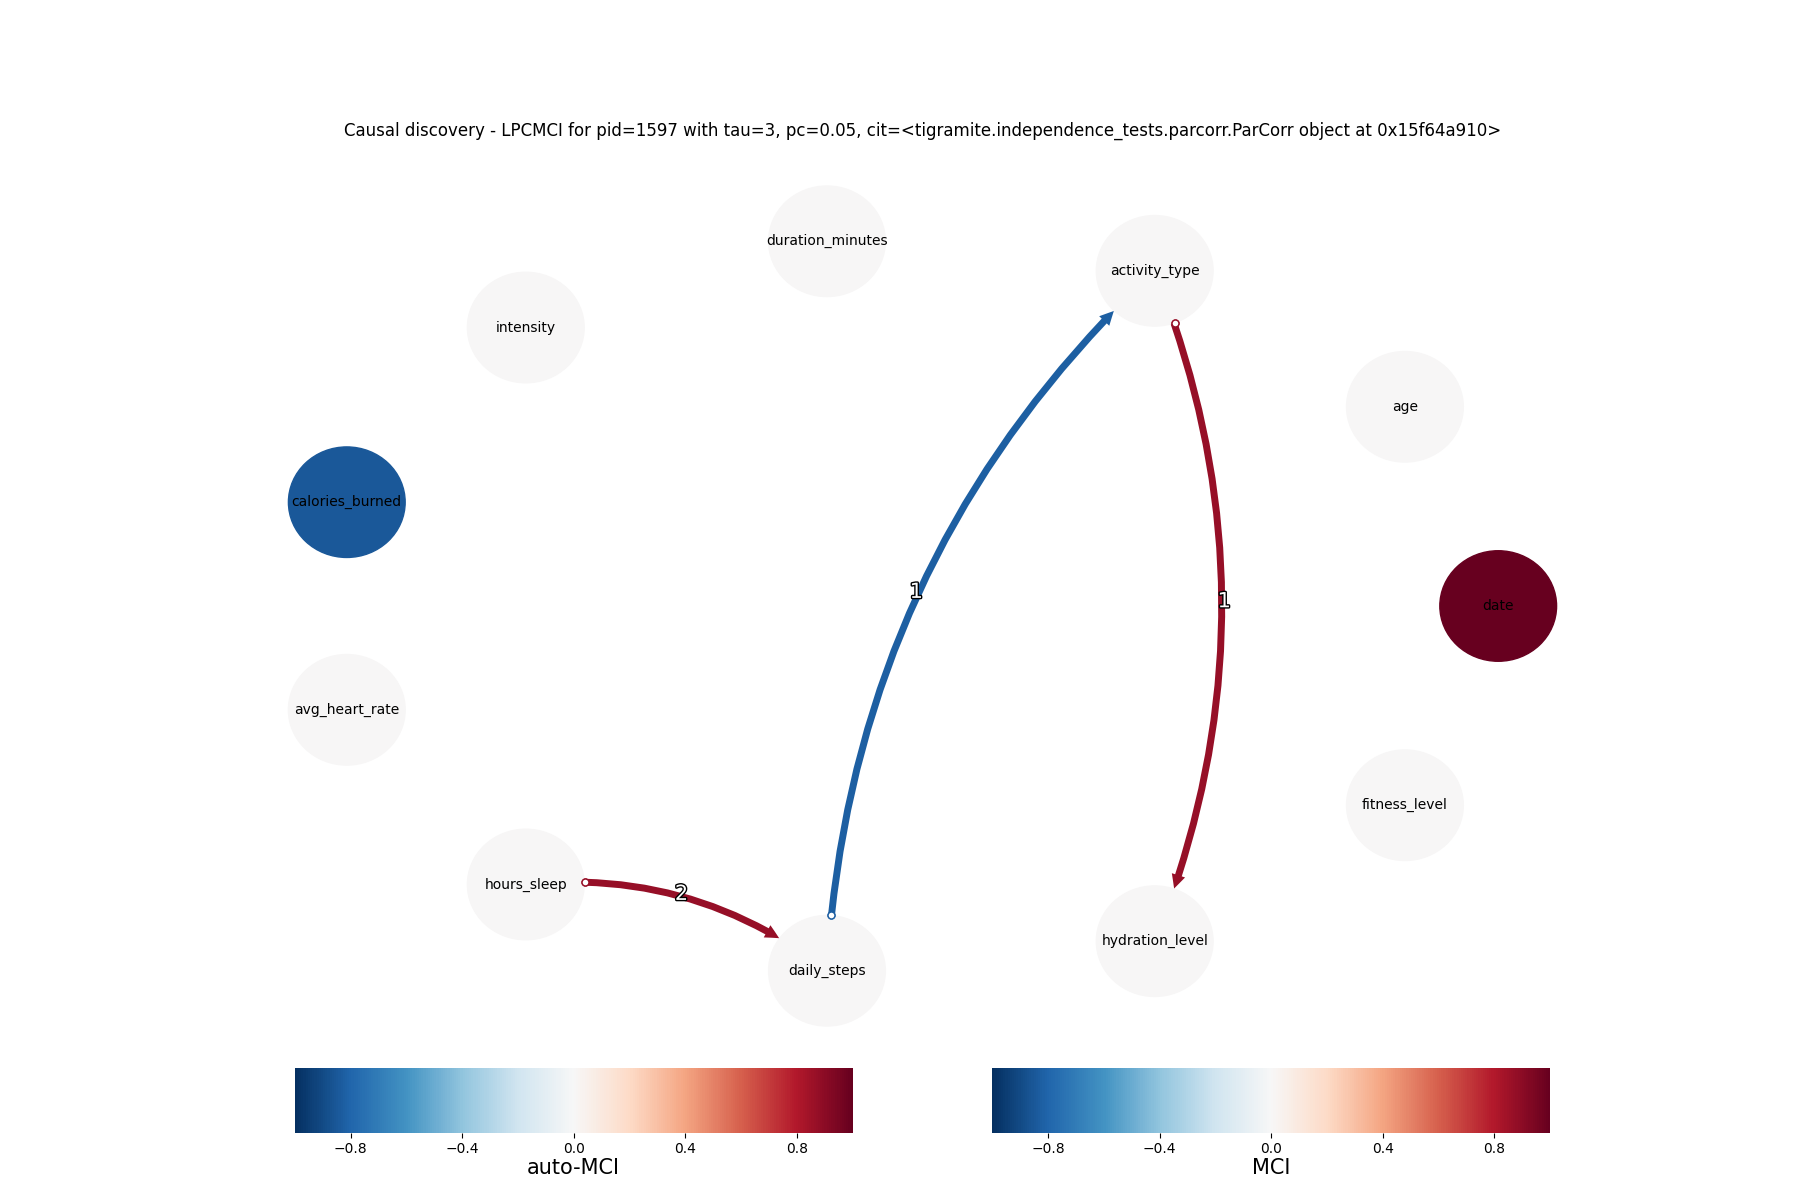 Causal discovery - LPCMCI for pid=1597 with tau=3, pc=0.05, cit=<tigramite.independence_tests.parcorr.ParCorr object at 0x15f64a910>
duration_minutes
activity_type
intensity
age
calories_burned
1
1
date
avg_heart_rate
fitness_level
hours_sleep
2
hydration_level
daily_steps
−0.8 −0.4 0.0 0.4 0.8
auto-MCI
−0.8 −0.4 0.0 0.4 0.8
MCI